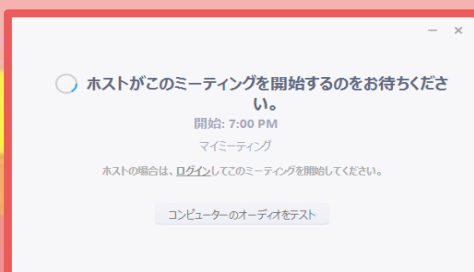 ホストがこのミーティングを開始するのをお待ちくださ
い。
開始: 7:00 PM
マイミーティング
ホストの場合は、ログインしてこのミーティングを開始してください。
コンピューターのオーディオをテスト